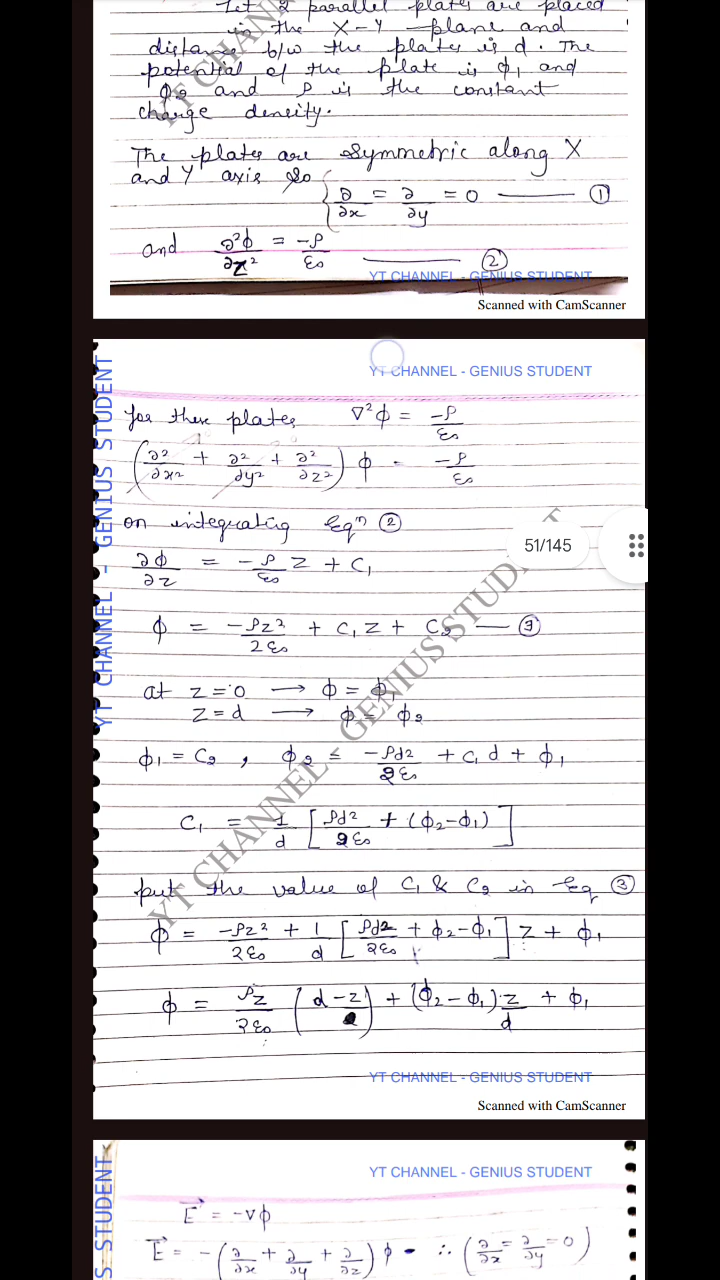 Let 2 parallel plates are placed
in the X-Y plane and
distance b/w the plates is d. The
potential of the plate is ϕ₁ and
ϕ₂ and ρ is the constant
charge density.
The plates are symmetric along X
and Y axis so { ∂/∂x = ∂/∂y = 0 —— ①
and ∂²ϕ/∂z² = -ρ/ε₀ —— ②
YT CHANNEL - GENIUS STUDENT
Scanned with CamScanner
YT CHANNEL - GENIUS STUDENT
YT CHANNEL - GENIUS STUDENT
for these plates ∇²ϕ = -ρ/ε₀
(∂²/∂x² + ∂²/∂y² + ∂²/∂z²) ϕ = -ρ/ε₀
on integrating Eqⁿ ②
51/145
∂ϕ/∂z = -ρ/ε₀ z + C₁
ϕ = -ρz²/2ε₀ + C₁z + C₂ — ③
at z=0 → ϕ = ϕ₁
z=d → ϕ = ϕ₂
ϕ₁ = C₂ , ϕ₂ = -ρd²/2ε₀ + C₁d + ϕ₁
C₁ = 1/d [ρd²/2ε₀ + (ϕ₂-ϕ₁)]
put the value of C₁ & C₂ in Eq ③
ϕ = -ρz²/2ε₀ + 1/d [ρd²/2ε₀ + ϕ₂-ϕ₁] z + ϕ₁
ϕ = ρz/2ε₀ (d-z) + (ϕ₂-ϕ₁) z/d + ϕ₁
YT CHANNEL - GENIUS STUDENT
YT CHANNEL - GENIUS STUDENT
Scanned with CamScanner
YT CHANNEL - GENIUS STUDENT
S STUDENT
E⃗ = -∇ϕ
E⃗ = -(∂/∂x + ∂/∂y + ∂/∂z) ϕ - ∴ (∂/∂x = ∂/∂y = 0)